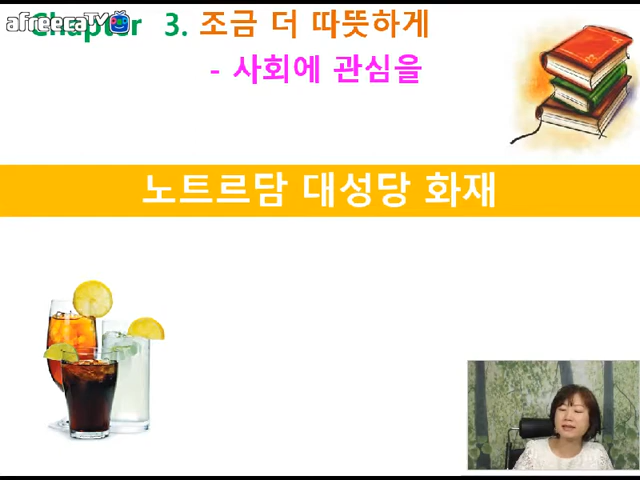 afreecaTV
Chapter 3. 조금 더 따뜻하게
- 사회에 관심을
노트르담 대성당 화재